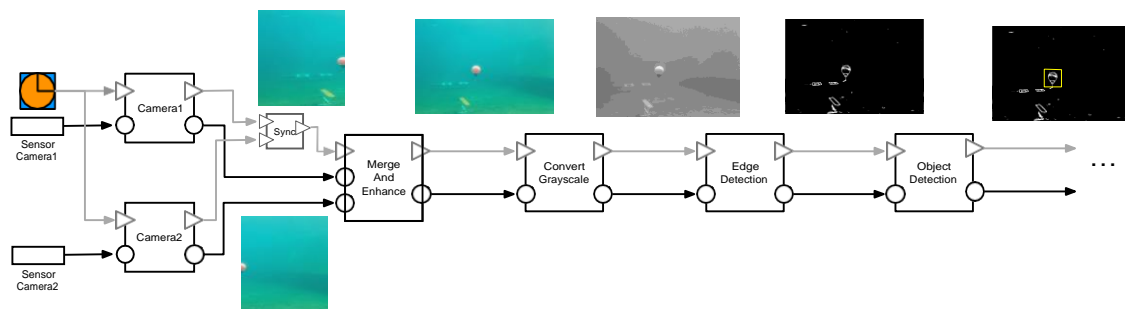 Camera1
Sensor
Camera1
Sync
Merge
And
Enhance
Convert
Grayscale
Edge
Detection
Object
Detection
...
Camera2
Sensor
Camera2